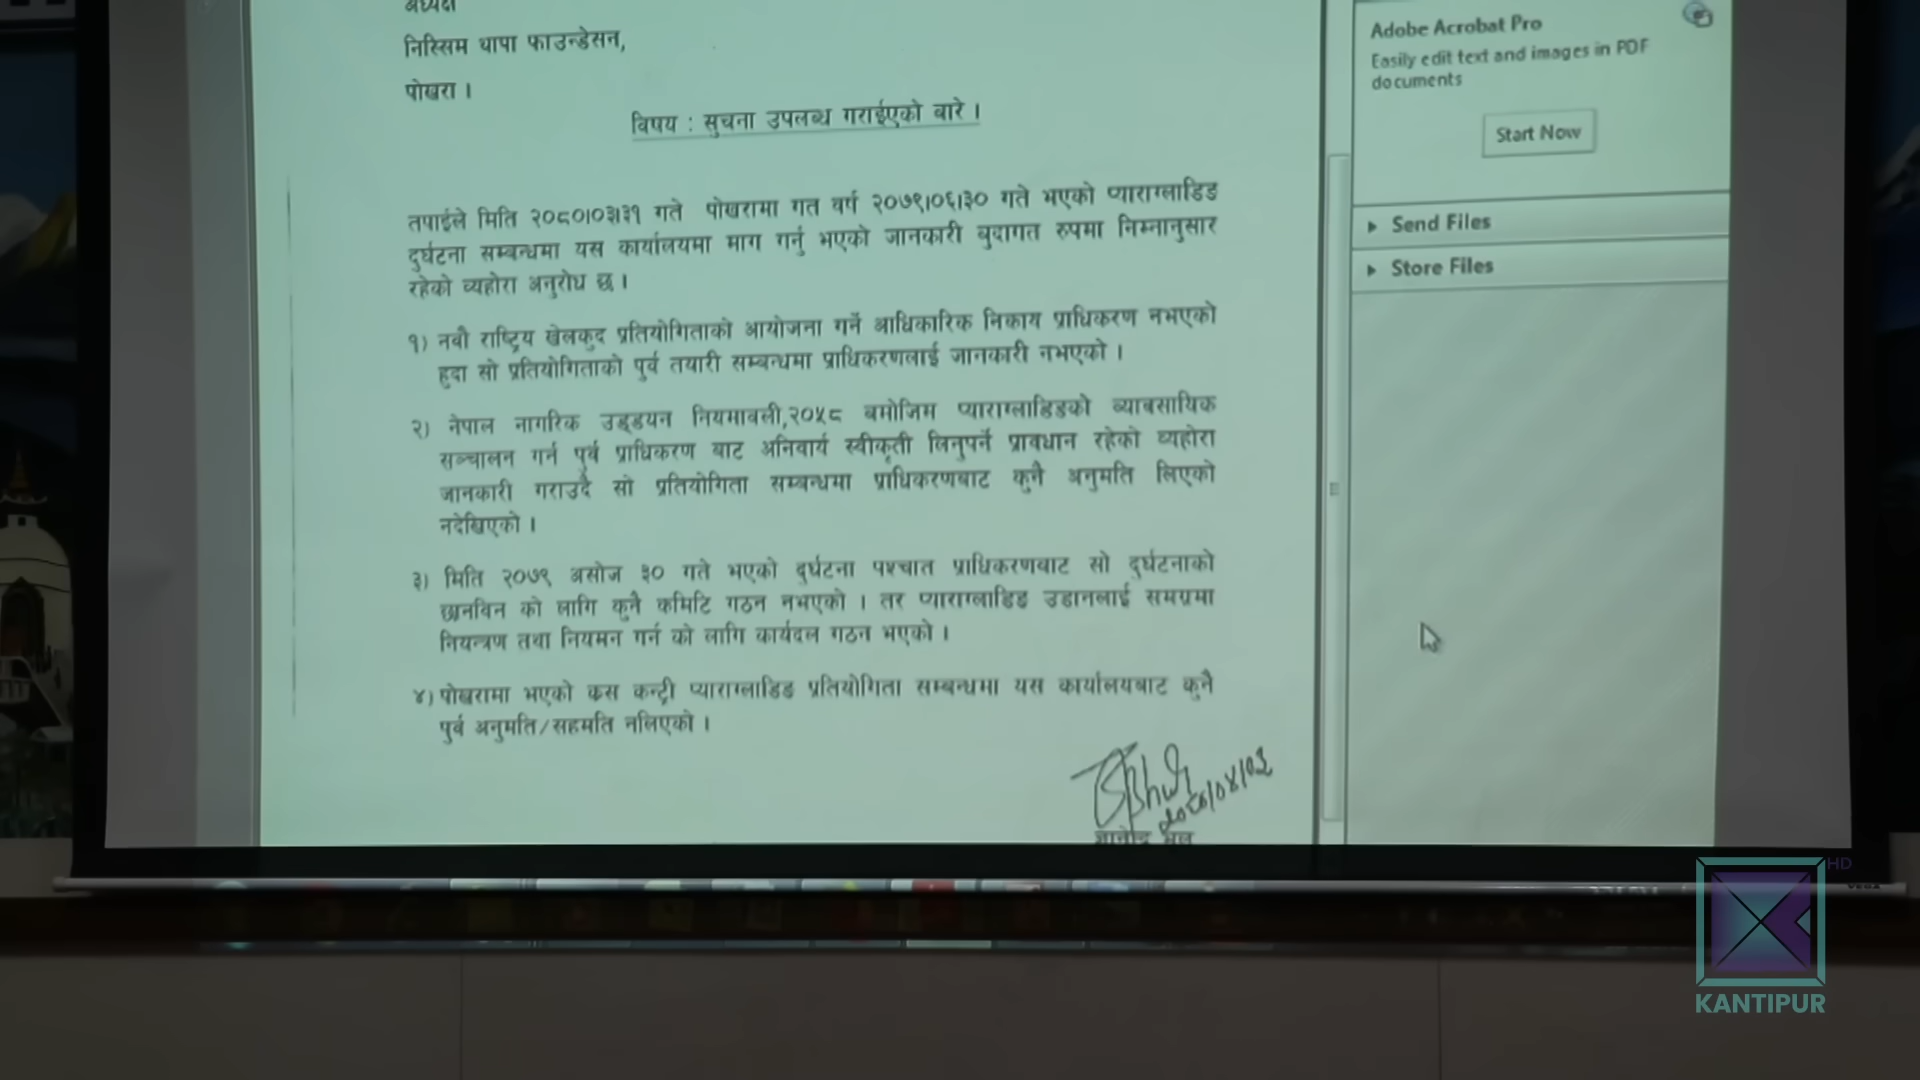 अध्यक्ष
निस्सिम थापा फाउन्डेसन,
पोखरा ।
विषय : सुचना उपलब्ध गराईएको बारे ।
तपाईले मिति २०८०।०३।३१ गते पोखरामा गत वर्ष २०७९।०६।३० गते भएको प्याराग्लाडिड
दुर्घटना सम्बन्धमा यस कार्यालयमा माग गर्नु भएको जानकारी बुदागत रुपमा निम्नानुसार
रहेको व्यहोरा अनुरोध छ ।
१) नवौ राष्ट्रिय खेलकुद प्रतियोगिताको आयोजना गर्ने आधिकारिक निकाय प्राधिकरण नभएको
हुदा सो प्रतियोगिताको पुर्व तयारी सम्बन्धमा प्राधिकरणलाई जानकारी नभएको ।
२) नेपाल नागरिक उड्डयन नियमावली,२०५८ बमोजिम प्याराग्लाडिडको व्याबसायिक
सञ्चालन गर्न पुर्व प्राधिकरण बाट अनिवार्य स्वीकृती लिनुपर्ने प्रावधान रहेको व्यहोरा
जानकारी गराउदै सो प्रतियोगिता सम्बन्धमा प्राधिकरणबाट कुनै अनुमति लिएको
नदेखिएको ।
३) मिति २०७९ असोज ३० गते भएको दुर्घटना पश्चात प्राधिकरणबाट सो दुर्घटनाको
छानविन को लागि कुनै कमिटि गठन नभएको । तर प्याराग्लाडिड उडानलाई समग्रमा
नियन्त्रण तथा नियमन गर्न को लागि कार्यदल गठन भएको ।
४) पोखरामा भएको क्रस कन्ट्री प्याराग्लाडिड प्रतियोगिता सम्बन्धमा यस कार्यालयबाट कुनै
पुर्व अनुमति/सहमति नलिएको ।
ज्ञानेन्द्र भुल
Adobe Acrobat Pro
Easily edit text and images in PDF
documents
Start Now
Send Files
Store Files
HD
KANTIPUR